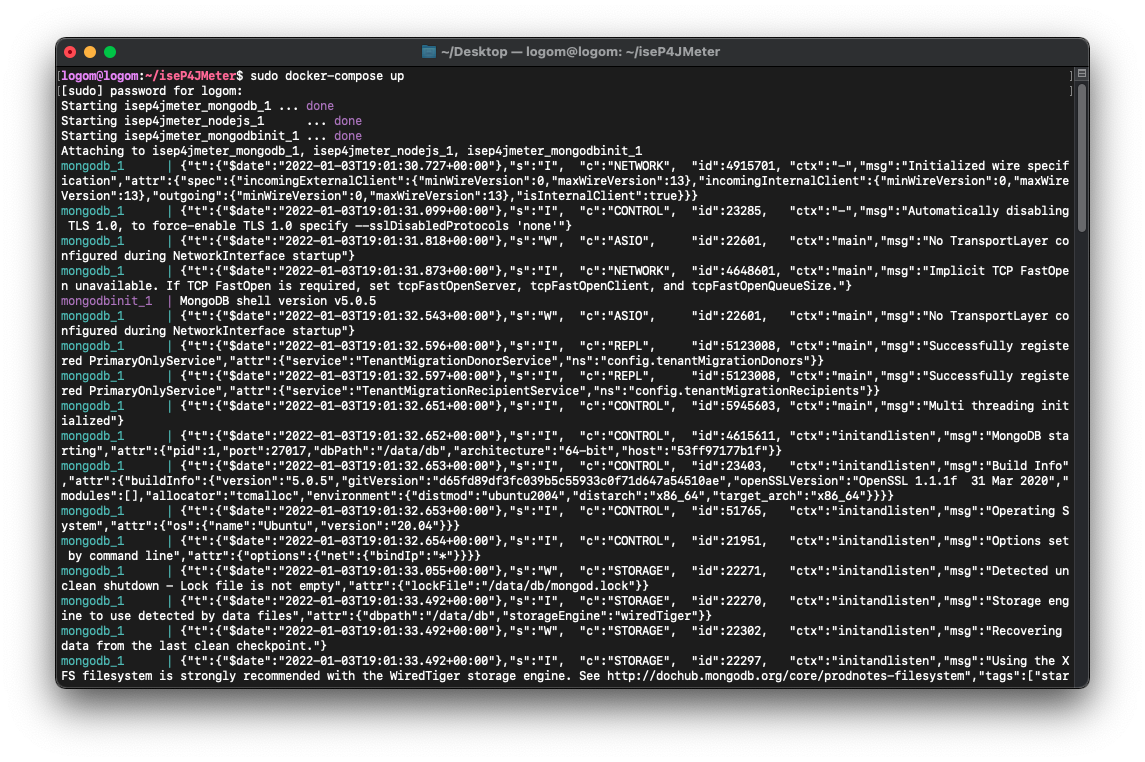 ~/Desktop — logom@logom: ~/iseP4JMeter
[logom@logom:~/iseP4JMeter$ sudo docker-compose up ]
[[sudo] password for logom: ]
Starting isep4jmeter_mongodb_1 ... done
Starting isep4jmeter_nodejs_1      ... done
Starting isep4jmeter_mongodbinit_1 ... done
Attaching to isep4jmeter_mongodb_1, isep4jmeter_nodejs_1, isep4jmeter_mongodbinit_1
mongodb_1      | {"t":{"$date":"2022-01-03T19:01:30.727+00:00"},"s":"I",  "c":"NETWORK",  "id":4915701, "ctx":"-","msg":"Initialized wire specif
ication","attr":{"spec":{"incomingExternalClient":{"minWireVersion":0,"maxWireVersion":13},"incomingInternalClient":{"minWireVersion":0,"maxWire
Version":13},"outgoing":{"minWireVersion":0,"maxWireVersion":13},"isInternalClient":true}}}
mongodb_1      | {"t":{"$date":"2022-01-03T19:01:31.099+00:00"},"s":"I",  "c":"CONTROL",  "id":23285,   "ctx":"-","msg":"Automatically disabling
 TLS 1.0, to force-enable TLS 1.0 specify --sslDisabledProtocols 'none'"}
mongodb_1      | {"t":{"$date":"2022-01-03T19:01:31.818+00:00"},"s":"W",  "c":"ASIO",     "id":22601,   "ctx":"main","msg":"No TransportLayer co
nfigured during NetworkInterface startup"}
mongodb_1      | {"t":{"$date":"2022-01-03T19:01:31.873+00:00"},"s":"I",  "c":"NETWORK",  "id":4648601, "ctx":"main","msg":"Implicit TCP FastOpe
n unavailable. If TCP FastOpen is required, set tcpFastOpenServer, tcpFastOpenClient, and tcpFastOpenQueueSize."}
mongodbinit_1  | MongoDB shell version v5.0.5
mongodb_1      | {"t":{"$date":"2022-01-03T19:01:32.543+00:00"},"s":"W",  "c":"ASIO",     "id":22601,   "ctx":"main","msg":"No TransportLayer co
nfigured during NetworkInterface startup"}
mongodb_1      | {"t":{"$date":"2022-01-03T19:01:32.596+00:00"},"s":"I",  "c":"REPL",     "id":5123008, "ctx":"main","msg":"Successfully registe
red PrimaryOnlyService","attr":{"service":"TenantMigrationDonorService","ns":"config.tenantMigrationDonors"}}
mongodb_1      | {"t":{"$date":"2022-01-03T19:01:32.597+00:00"},"s":"I",  "c":"REPL",     "id":5123008, "ctx":"main","msg":"Successfully registe
red PrimaryOnlyService","attr":{"service":"TenantMigrationRecipientService","ns":"config.tenantMigrationRecipients"}}
mongodb_1      | {"t":{"$date":"2022-01-03T19:01:32.651+00:00"},"s":"I",  "c":"CONTROL",  "id":5945603, "ctx":"main","msg":"Multi threading init
ialized"}
mongodb_1      | {"t":{"$date":"2022-01-03T19:01:32.652+00:00"},"s":"I",  "c":"CONTROL",  "id":4615611, "ctx":"initandlisten","msg":"MongoDB sta
rting","attr":{"pid":1,"port":27017,"dbPath":"/data/db","architecture":"64-bit","host":"53ff97177b1f"}}
mongodb_1      | {"t":{"$date":"2022-01-03T19:01:32.653+00:00"},"s":"I",  "c":"CONTROL",  "id":23403,   "ctx":"initandlisten","msg":"Build Info"
,"attr":{"buildInfo":{"version":"5.0.5","gitVersion":"d65fd89df3fc039b5c55933c0f71d647a54510ae","openSSLVersion":"OpenSSL 1.1.1f  31 Mar 2020","
modules":[],"allocator":"tcmalloc","environment":{"distmod":"ubuntu2004","distarch":"x86_64","target_arch":"x86_64"}}}}
mongodb_1      | {"t":{"$date":"2022-01-03T19:01:32.653+00:00"},"s":"I",  "c":"CONTROL",  "id":51765,   "ctx":"initandlisten","msg":"Operating S
ystem","attr":{"os":{"name":"Ubuntu","version":"20.04"}}}
mongodb_1      | {"t":{"$date":"2022-01-03T19:01:32.654+00:00"},"s":"I",  "c":"CONTROL",  "id":21951,   "ctx":"initandlisten","msg":"Options set
 by command line","attr":{"options":{"net":{"bindIp":"*"}}}}
mongodb_1      | {"t":{"$date":"2022-01-03T19:01:33.055+00:00"},"s":"W",  "c":"STORAGE",  "id":22271,   "ctx":"initandlisten","msg":"Detected un
clean shutdown - Lock file is not empty","attr":{"lockFile":"/data/db/mongod.lock"}}
mongodb_1      | {"t":{"$date":"2022-01-03T19:01:33.492+00:00"},"s":"I",  "c":"STORAGE",  "id":22270,   "ctx":"initandlisten","msg":"Storage eng
ine to use detected by data files","attr":{"dbpath":"/data/db","storageEngine":"wiredTiger"}}
mongodb_1      | {"t":{"$date":"2022-01-03T19:01:33.492+00:00"},"s":"W",  "c":"STORAGE",  "id":22302,   "ctx":"initandlisten","msg":"Recovering
data from the last clean checkpoint."}
mongodb_1      | {"t":{"$date":"2022-01-03T19:01:33.492+00:00"},"s":"I",  "c":"STORAGE",  "id":22297,   "ctx":"initandlisten","msg":"Using the X
FS filesystem is strongly recommended with the WiredTiger storage engine. See http://dochub.mongodb.org/core/prodnotes-filesystem","tags":["star